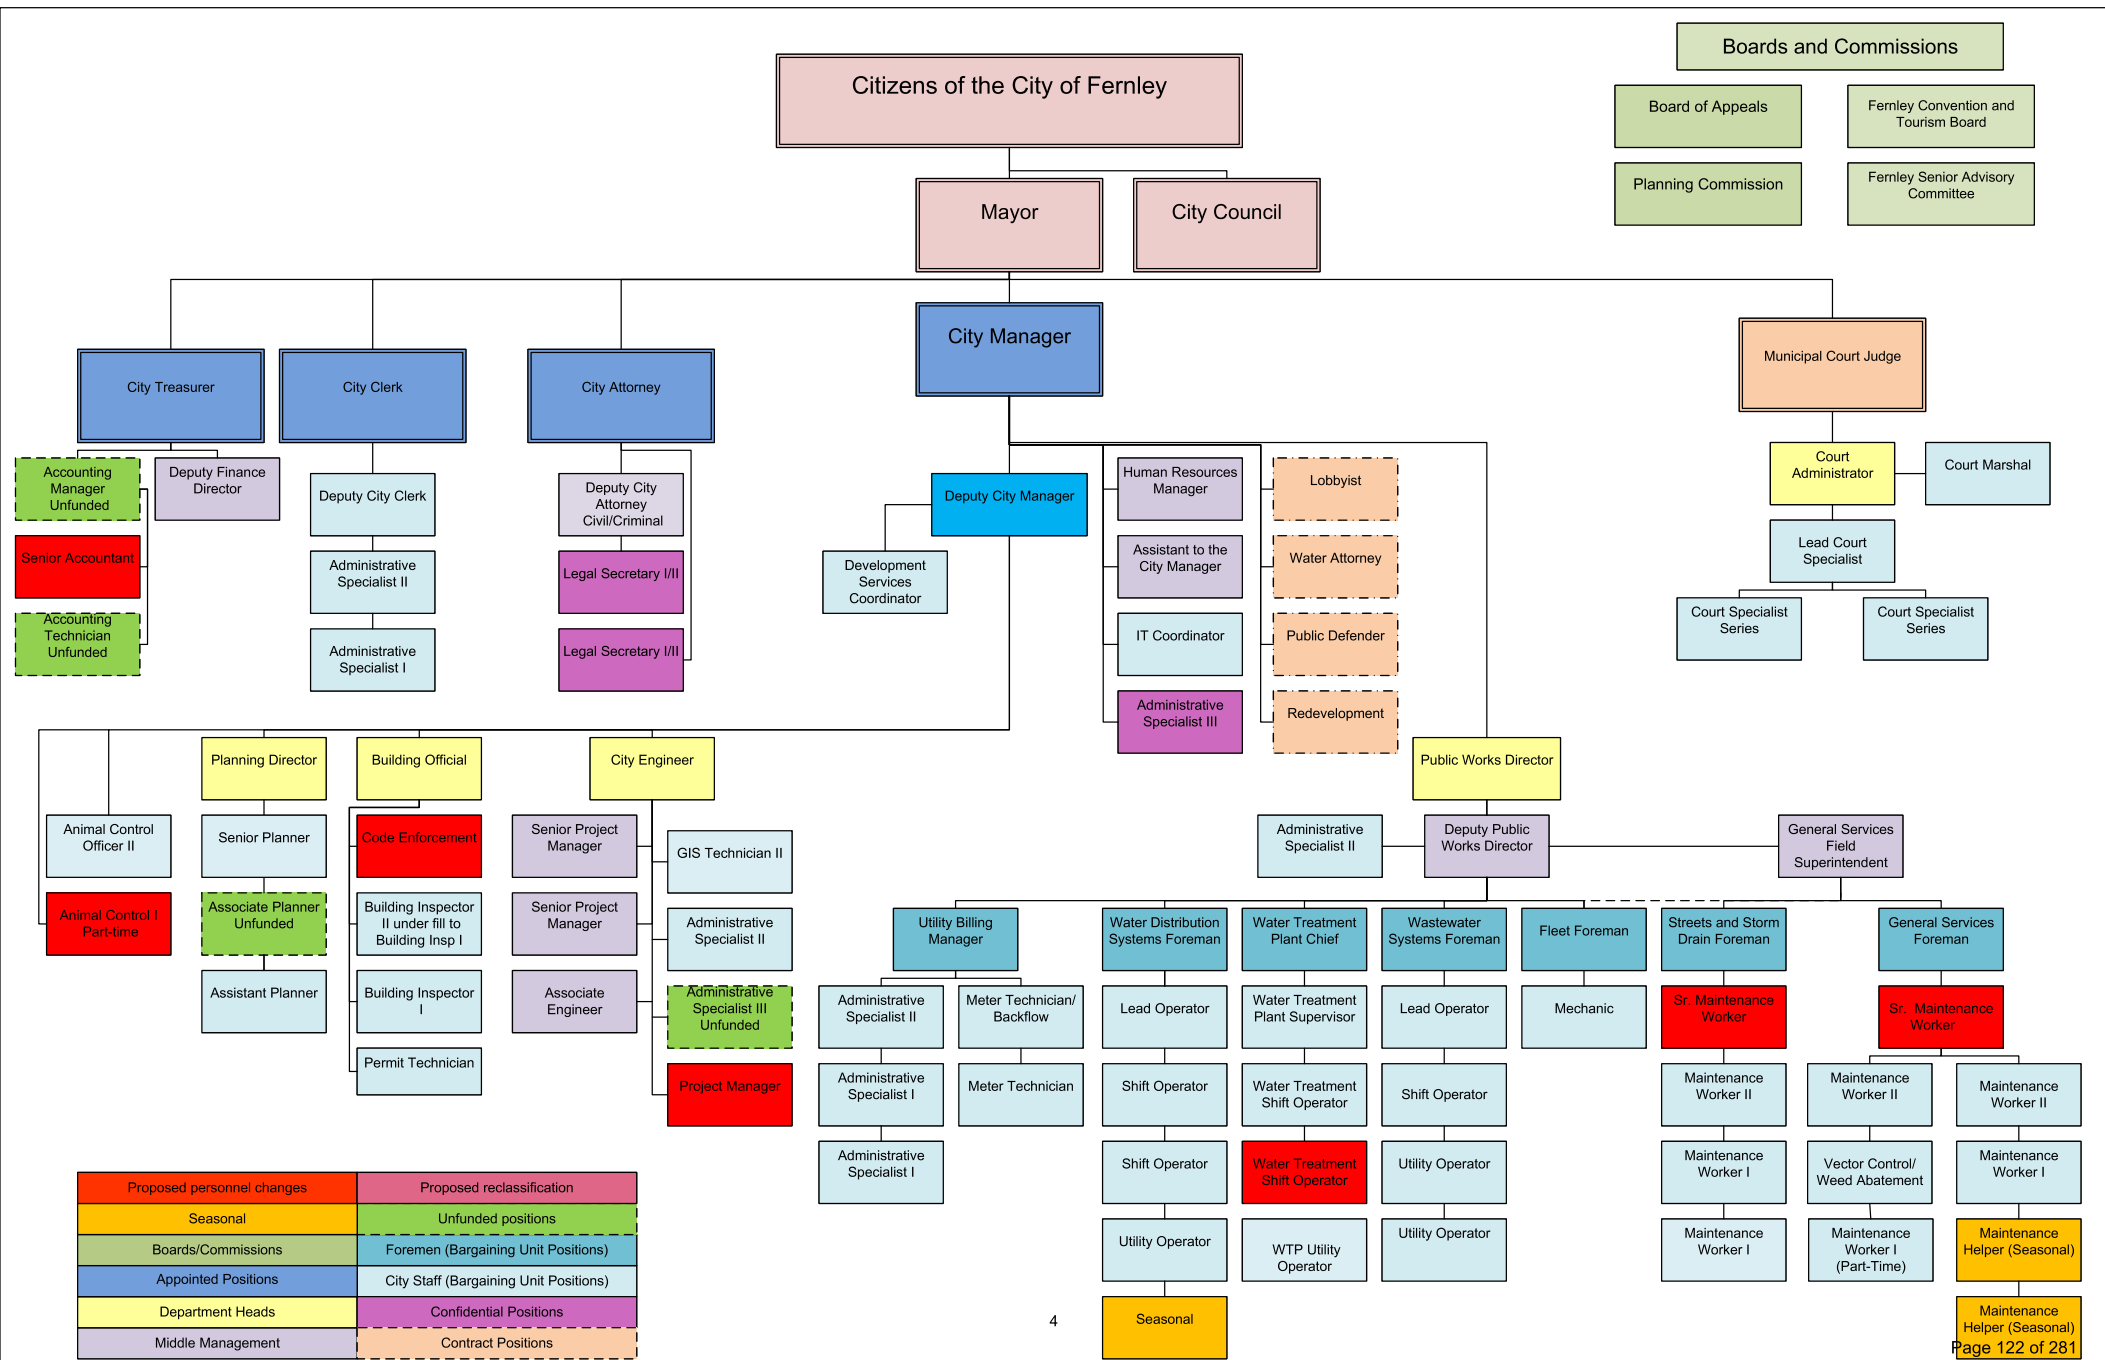 Boards and Commissions
Citizens of the City of Fernley
Board of Appeals
Fernley Convention and
Tourism Board
Planning Commission
Fernley Senior Advisory
Committee
Mayor
City Council
City Manager
Municipal Court Judge
City Treasurer
City Clerk
City Attorney
Accounting
Manager
Unfunded
Deputy Finance
Director
Senior Accountant
Accounting
Technician
Unfunded
Deputy City Clerk
Administrative
Specialist II
Administrative
Specialist I
Deputy City
Attorney
Civil/Criminal
Legal Secretary I/II
Legal Secretary I/II
Deputy City Manager
Development
Services
Coordinator
Human Resources
Manager
Assistant to the
City Manager
IT Coordinator
Administrative
Specialist III
Lobbyist
Water Attorney
Public Defender
Redevelopment
Court
Administrator
Court Marshal
Lead Court
Specialist
Court Specialist
Series
Court Specialist
Series
Animal Control
Officer II
Animal Control I
Part-time
Planning Director
Senior Planner
Associate Planner
Unfunded
Assistant Planner
Building Official
Code Enforcement
Building Inspector
II under fill to
Building Insp I
Building Inspector
I
Permit Technician
City Engineer
Senior Project
Manager
Senior Project
Manager
Associate
Engineer
GIS Technician II
Administrative
Specialist II
Administrative
Specialist III
Unfunded
Project Manager
Public Works Director
Administrative
Specialist II
Deputy Public
Works Director
General Services
Field
Superintendent
Utility Billing
Manager
Administrative
Specialist II
Administrative
Specialist I
Administrative
Specialist I
Meter Technician/
Backflow
Meter Technician
Water Distribution
Systems Foreman
Lead Operator
Shift Operator
Shift Operator
Utility Operator
Seasonal
Water Treatment
Plant Chief
Water Treatment
Plant Supervisor
Water Treatment
Shift Operator
Water Treatment
Shift Operator
WTP Utility
Operator
Wastewater
Systems Foreman
Lead Operator
Shift Operator
Utility Operator
Utility Operator
Fleet Foreman
Mechanic
Streets and Storm
Drain Foreman
Sr. Maintenance
Worker
Maintenance
Worker II
Maintenance
Worker I
Maintenance
Worker I
General Services
Foreman
Sr. Maintenance
Worker
Maintenance
Worker II
Vector Control/
Weed Abatement
Maintenance
Worker I
(Part-Time)
Maintenance
Worker II
Maintenance
Worker I
Maintenance
Helper (Seasonal)
Maintenance
Helper (Seasonal)
Proposed personnel changes
Proposed reclassification
Seasonal
Unfunded positions
Boards/Commissions
Foremen (Bargaining Unit Positions)
Appointed Positions
City Staff (Bargaining Unit Positions)
Department Heads
Confidential Positions
Middle Management
Contract Positions
4
Page 122 of 281